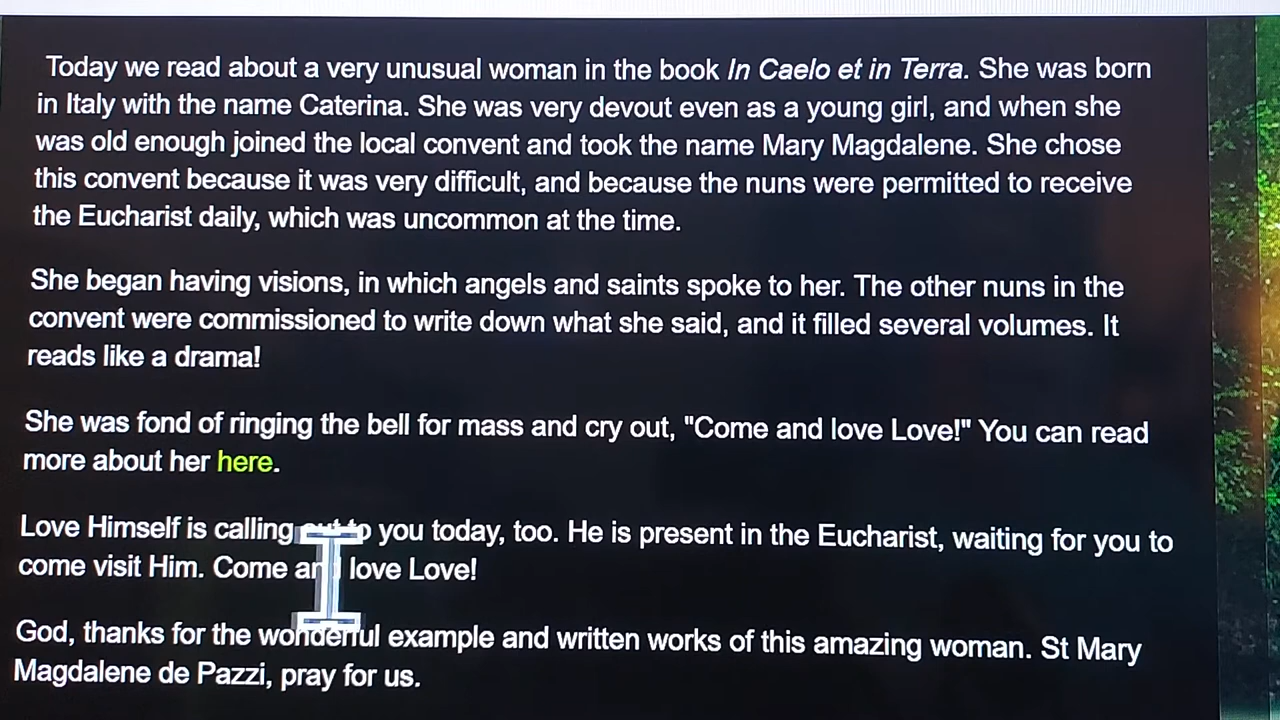 Today we read about a very unusual woman in the book In Caelo et in Terra. She was born
in Italy with the name Caterina. She was very devout even as a young girl, and when she
was old enough joined the local convent and took the name Mary Magdalene. She chose
this convent because it was very difficult, and because the nuns were permitted to receive
the Eucharist daily, which was uncommon at the time.
She began having visions, in which angels and saints spoke to her. The other nuns in the
convent were commissioned to write down what she said, and it filled several volumes. It
reads like a drama!
She was fond of ringing the bell for mass and cry out, "Come and love Love!" You can read
more about her here.
Love Himself is calling out to you today, too. He is present in the Eucharist, waiting for you to
come visit Him. Come and love Love!
God, thanks for the wonderful example and written works of this amazing woman. St Mary
Magdalene de Pazzi, pray for us.